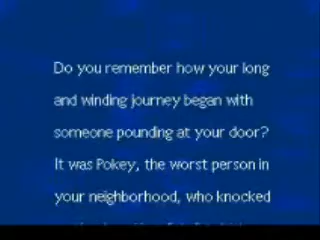 Do you remember how your long
and winding journey began with
someone pounding at your door?
It was Pokey, the worst person in
your neighborhood, who knocked